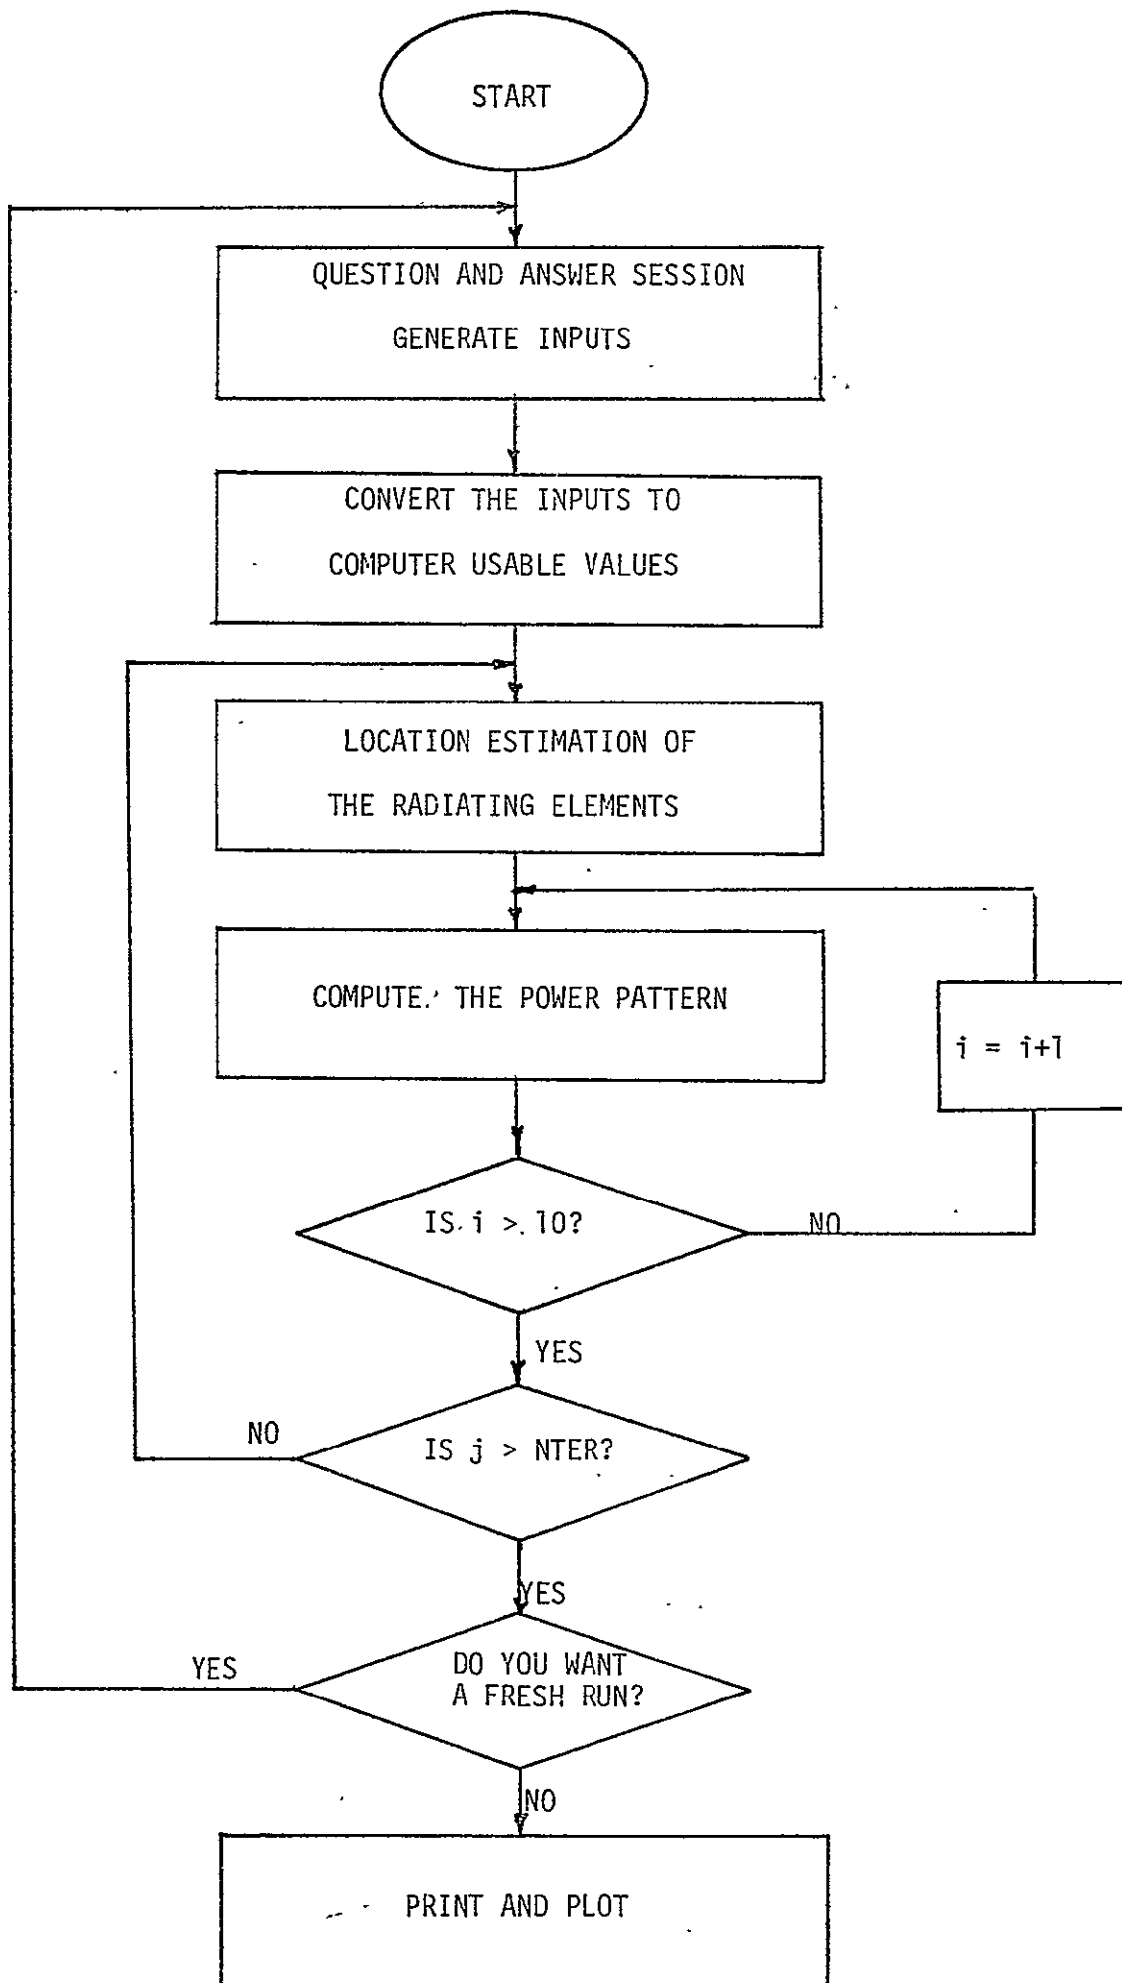 START
QUESTION AND ANSWER SESSION
GENERATE INPUTS
CONVERT THE INPUTS TO
COMPUTER USABLE VALUES
LOCATION ESTIMATION OF
THE RADIATING ELEMENTS
COMPUTE THE POWER PATTERN
i = i+1
IS i > 10?
NO
YES
IS j > NTER?
NO
YES
DO YOU WANT
A FRESH RUN?
YES
NO
PRINT AND PLOT